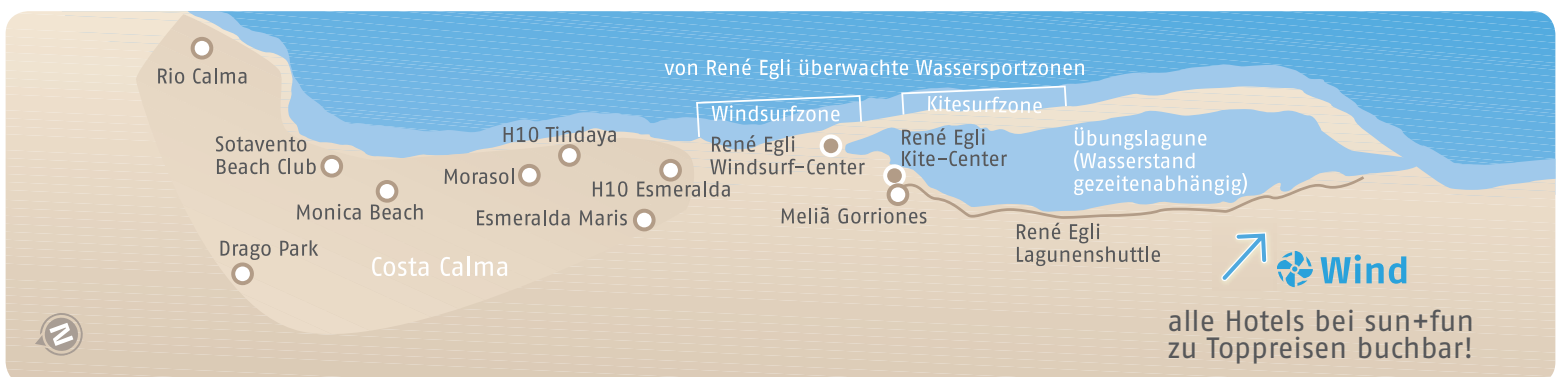 Rio Calma
von René Egli überwachte Wassersportzonen
Windsurfzone
Kitesurfzone
Sotavento
Beach Club
Monica Beach
Drago Park
Costa Calma
H10 Tindaya
Morasol
H10 Esmeralda
Esmeralda Maris
René Egli
Windsurf-Center
René Egli
Kite-Center
Meliã Gorriones
Übungslagune
(Wasserstand
gezeitenabhängig)
René Egli
Lagunenshuttle
Wind
alle Hotels bei sun+fun
zu Toppreisen buchbar!
N